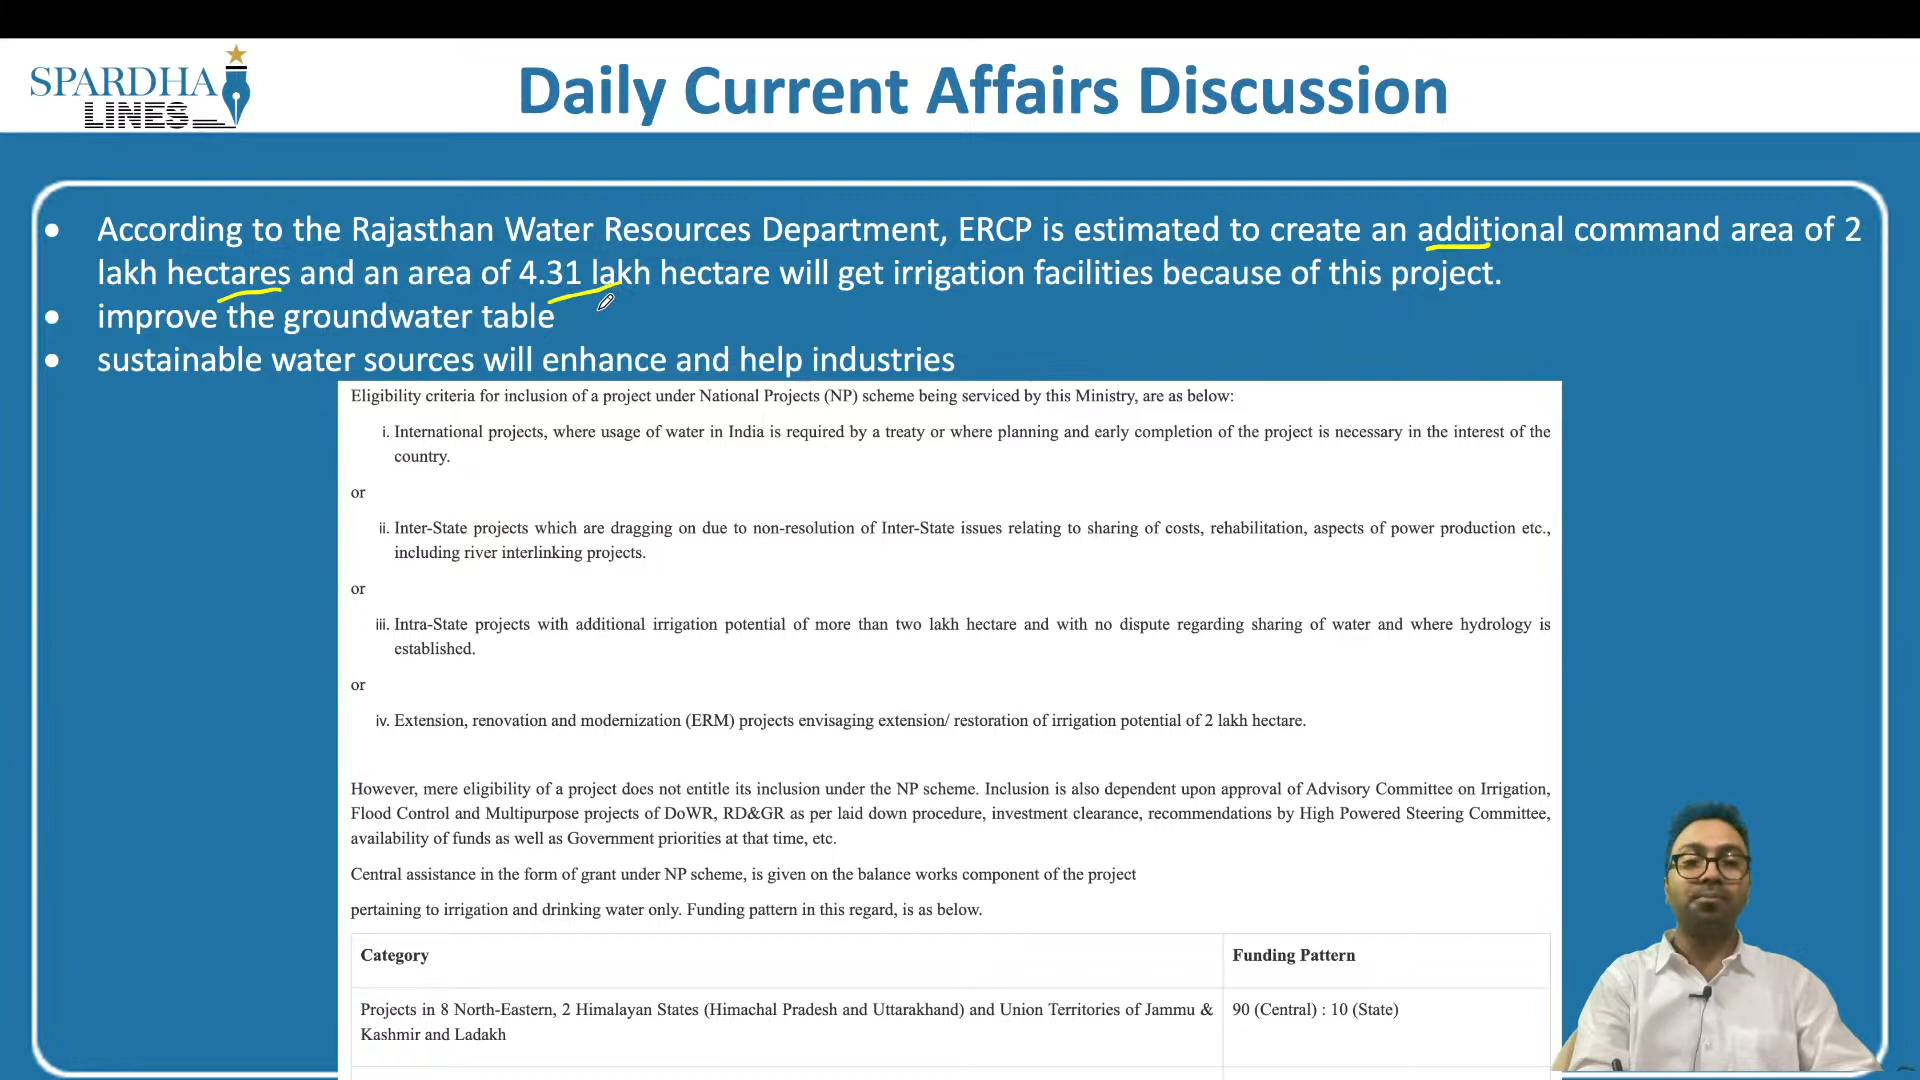 SPARDHA
LINES
Daily Current Affairs Discussion
• According to the Rajasthan Water Resources Department, ERCP is estimated to create an additional command area of 2
lakh hectares and an area of 4.31 lakh hectare will get irrigation facilities because of this project.
• improve the groundwater table
• sustainable water sources will enhance and help industries
Eligibility criteria for inclusion of a project under National Projects (NP) scheme being serviced by this Ministry, are as below:
i. International projects, where usage of water in India is required by a treaty or where planning and early completion of the project is necessary in the interest of the
country.
or
ii. Inter-State projects which are dragging on due to non-resolution of Inter-State issues relating to sharing of costs, rehabilitation, aspects of power production etc.,
including river interlinking projects.
or
iii. Intra-State projects with additional irrigation potential of more than two lakh hectare and with no dispute regarding sharing of water and where hydrology is
established.
or
iv. Extension, renovation and modernization (ERM) projects envisaging extension/ restoration of irrigation potential of 2 lakh hectare.
However, mere eligibility of a project does not entitle its inclusion under the NP scheme. Inclusion is also dependent upon approval of Advisory Committee on Irrigation,
Flood Control and Multipurpose projects of DoWR, RD&GR as per laid down procedure, investment clearance, recommendations by High Powered Steering Committee,
availability of funds as well as Government priorities at that time, etc.
Central assistance in the form of grant under NP scheme, is given on the balance works component of the project
pertaining to irrigation and drinking water only. Funding pattern in this regard, is as below.
Category Funding Pattern
Projects in 8 North-Eastern, 2 Himalayan States (Himachal Pradesh and Uttarakhand) and Union Territories of Jammu & 90 (Central) : 10 (State)
Kashmir and Ladakh